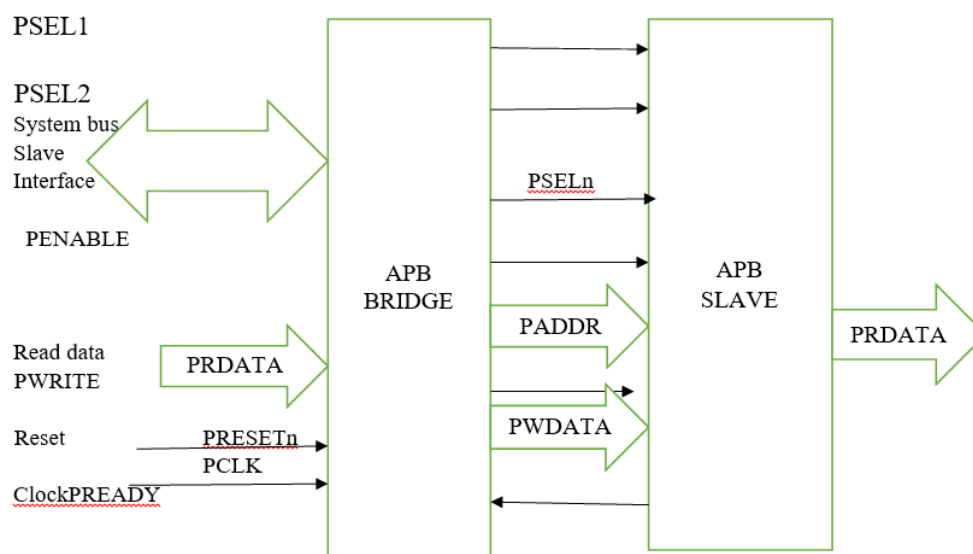 PSEL1
PSEL2
System bus
Slave
Interface
PENABLE
PSELn
APB
BRIDGE
APB
SLAVE
PADDR
PRDATA
Read data
PWRITE
PRDATA
PWDATA
Reset
PRESETn
PCLK
ClockPREADY